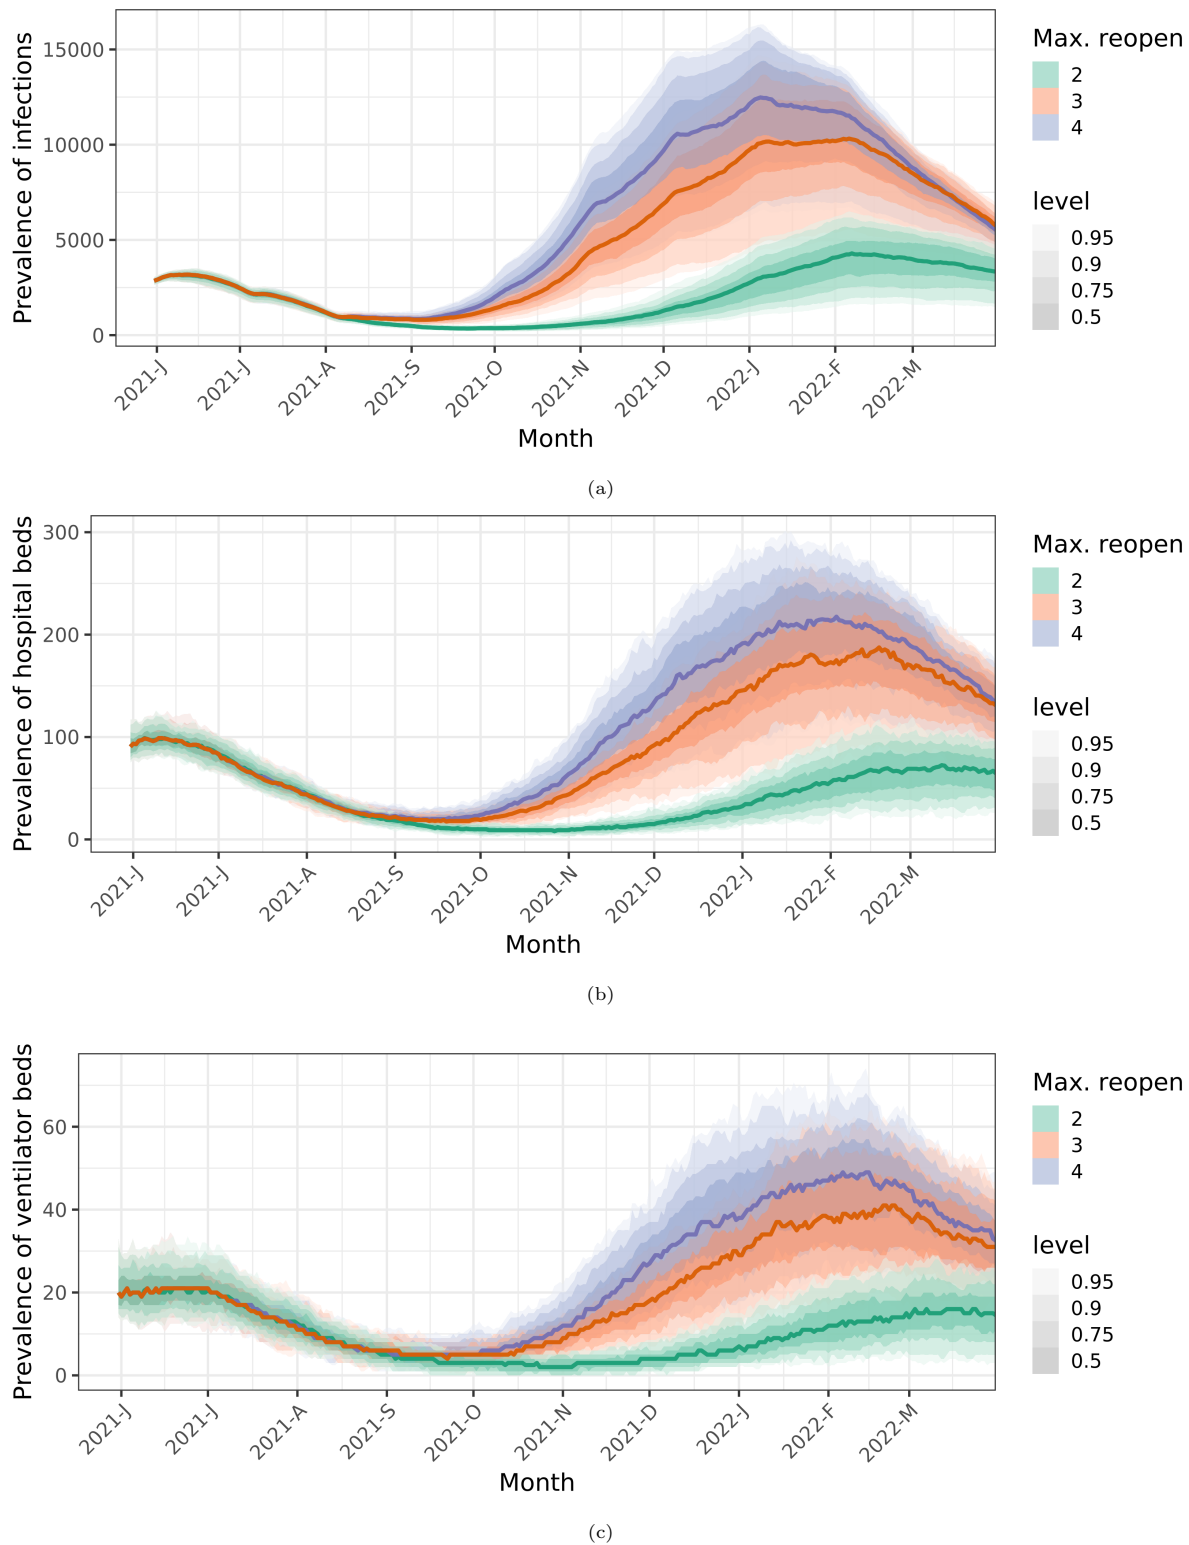 Prevalence of infections
15000
10000
5000
0
2021-J
2021-J
2021-A
2021-S
2021-O
2021-N
2021-D
2022-J
2022-F
2022-M
Month
Max. reopen
2
3
4
level
0.95
0.9
0.75
0.5
(a)
Prevalence of hospital beds
300
200
100
0
2021-J
2021-J
2021-A
2021-S
2021-O
2021-N
2021-D
2022-J
2022-F
2022-M
Month
Max. reopen
2
3
4
level
0.95
0.9
0.75
0.5
(b)
Prevalence of ventilator beds
60
40
20
0
2021-J
2021-J
2021-A
2021-S
2021-O
2021-N
2021-D
2022-J
2022-F
2022-M
Month
Max. reopen
2
3
4
level
0.95
0.9
0.75
0.5
(c)